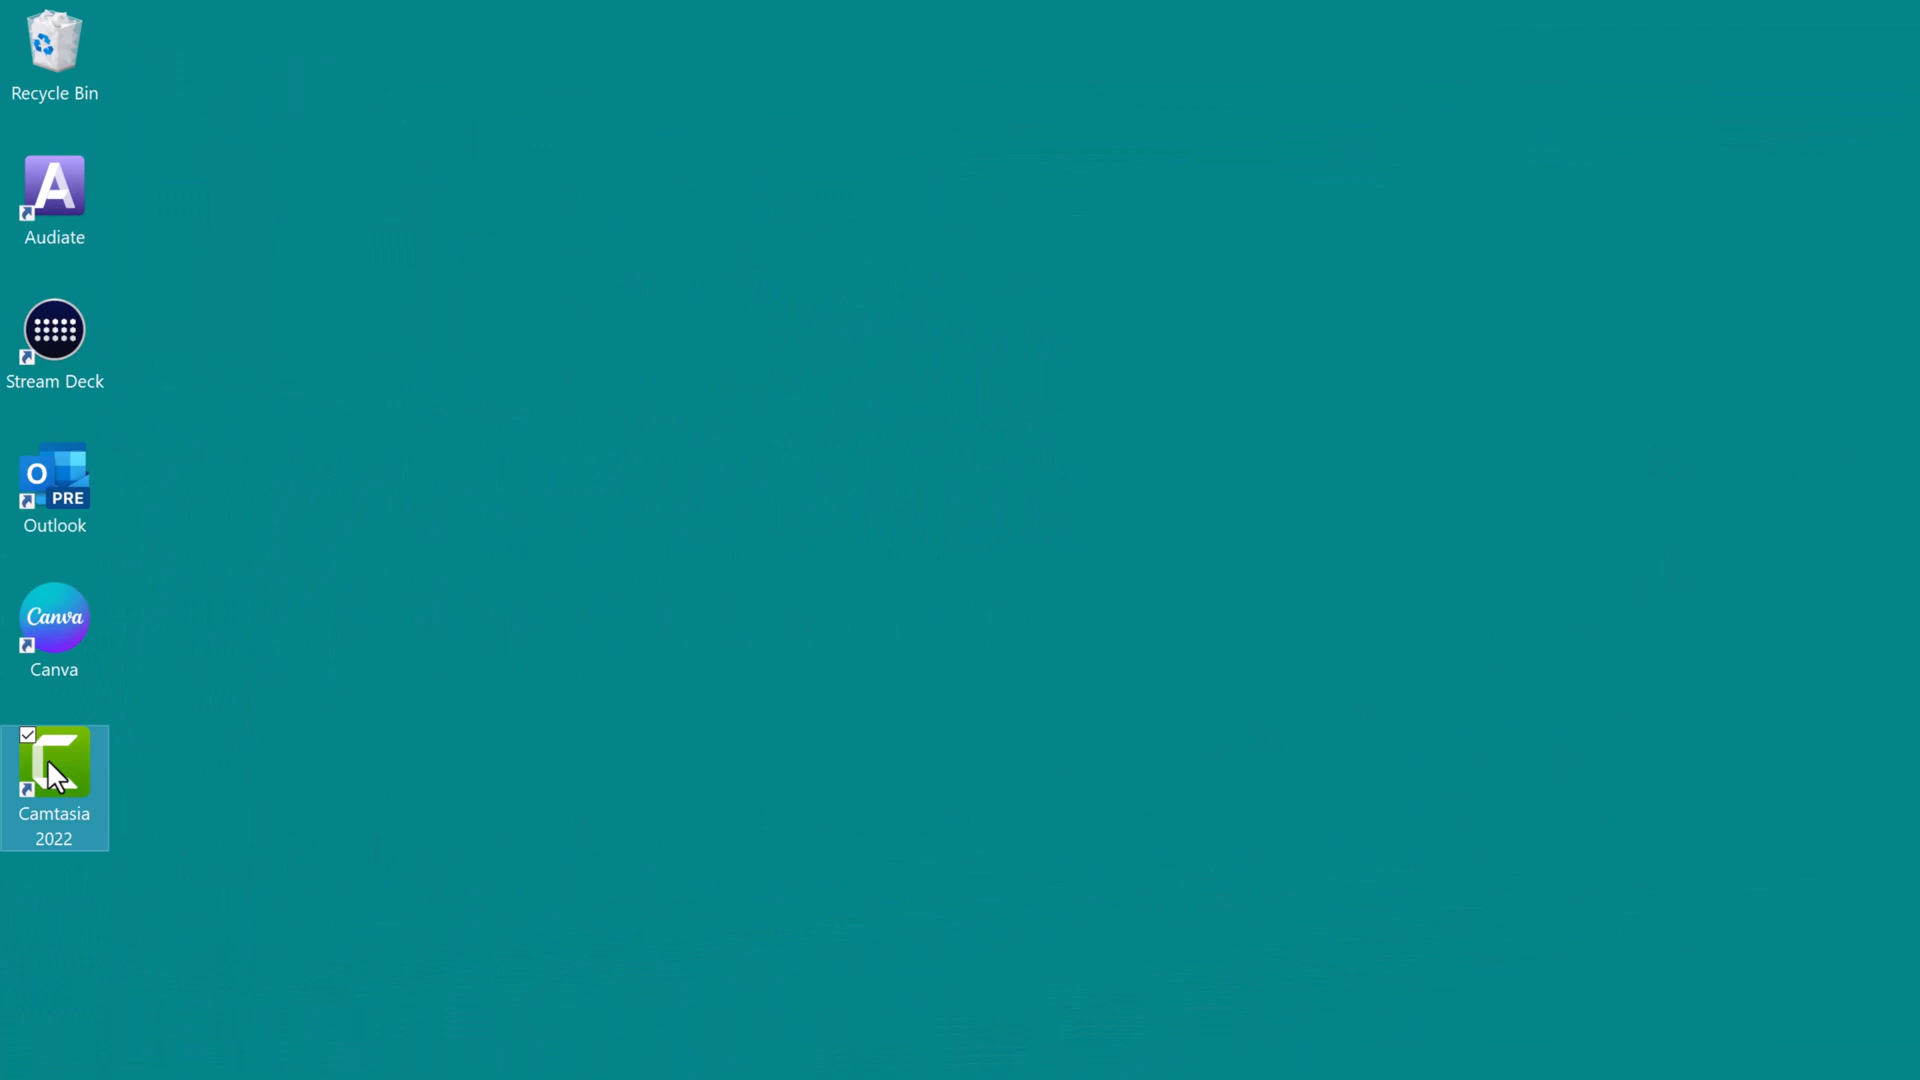 Recycle Bin
A
Audiate
Stream Deck
O
PRE
Outlook
Canva
Canva
Camtasia
2022